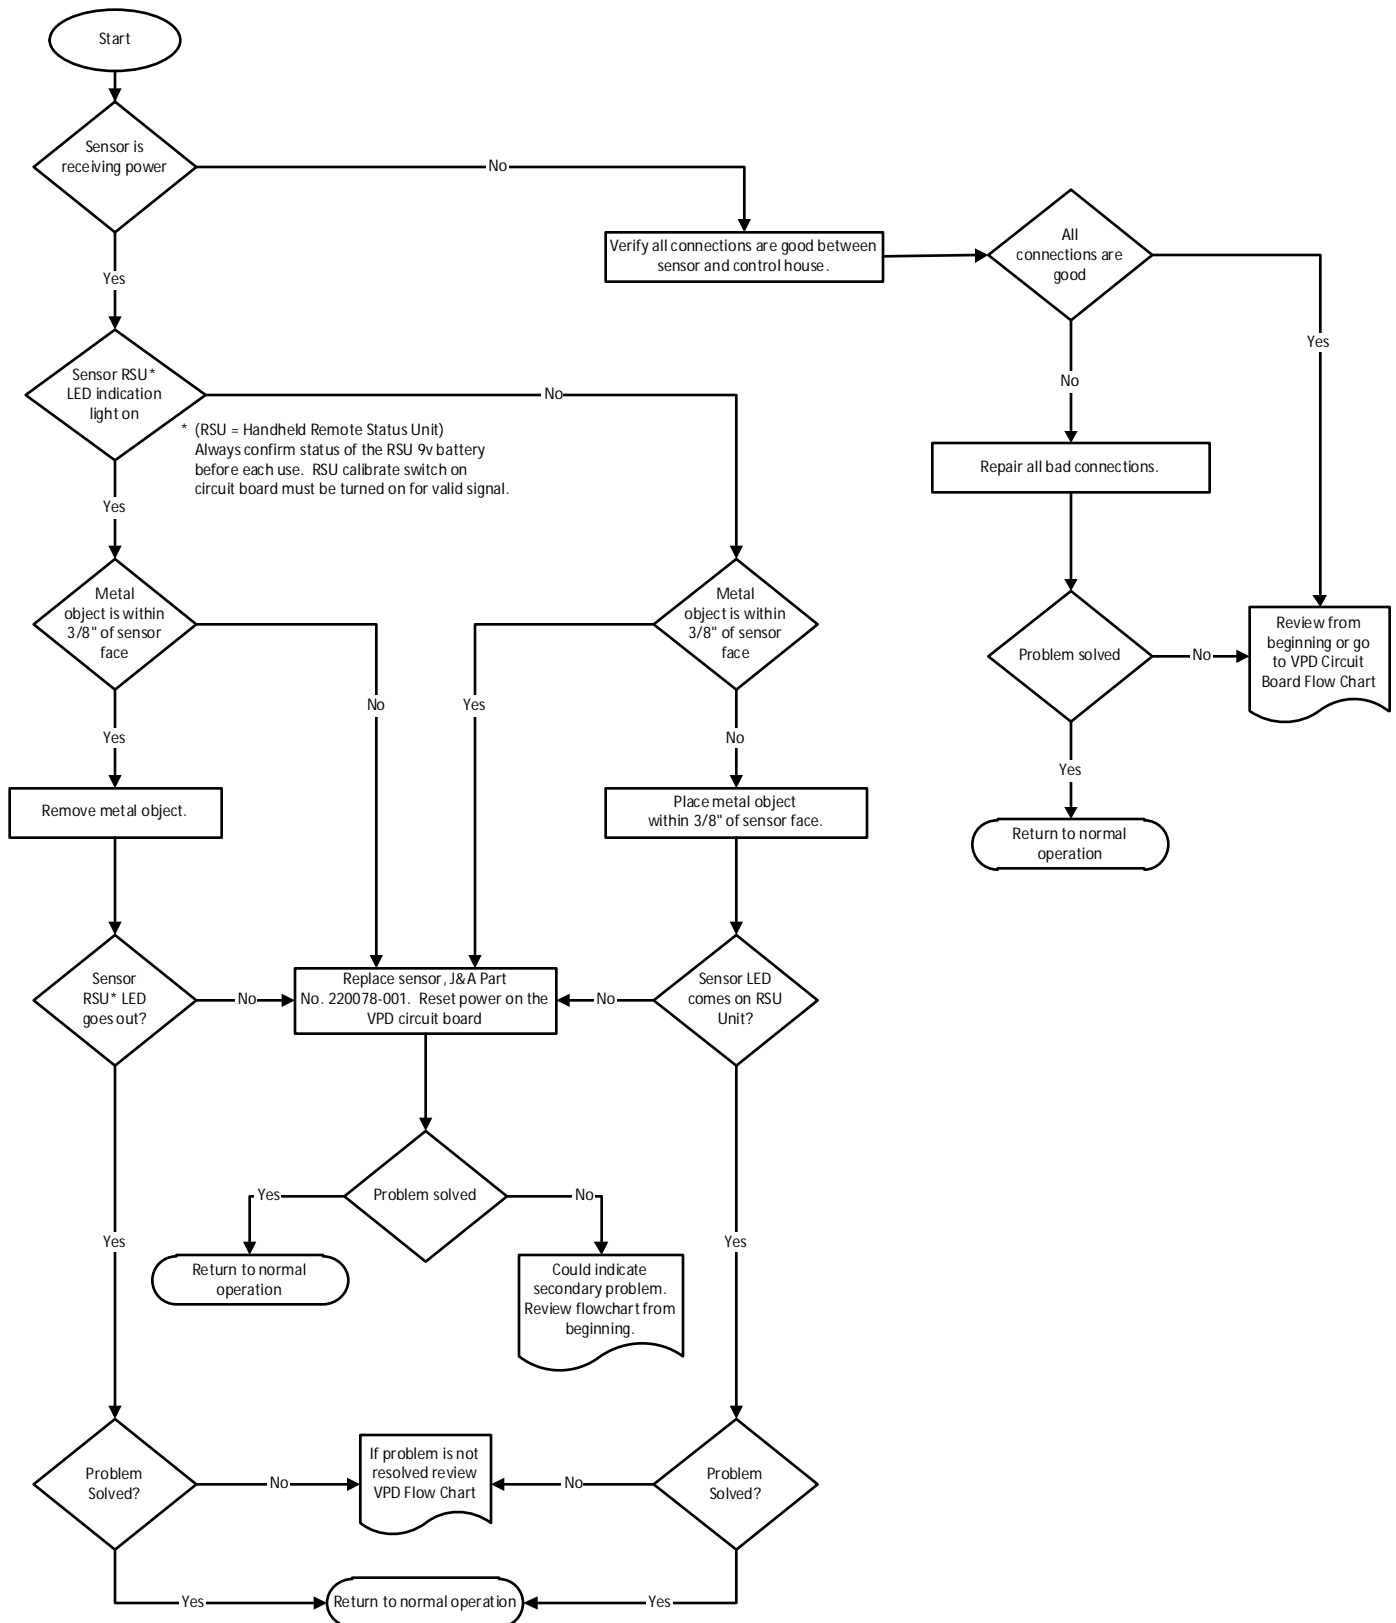 Start
Sensor is
receiving power
No
Verify all connections are good between
sensor and control house.
All
connections are
good
Yes
Yes
No
Sensor RSU*
LED indication
light on
No
* (RSU = Handheld Remote Status Unit)
Always confirm status of the RSU 9v battery
before each use. RSU calibrate switch on
circuit board must be turned on for valid signal.
Repair all bad connections.
Yes
Metal
object is within
3/8" of sensor
face
Metal
object is within
3/8" of sensor
face
Problem solved
No
Review from
beginning or go
to VPD Circuit
Board Flow Chart
No
Yes
Yes
No
Yes
Remove metal object.
Place metal object
within 3/8" of sensor face.
Return to normal
operation
Sensor
RSU* LED
goes out?
No
Replace sensor, J&A Part
No. 220078-001. Reset power on the
VPD circuit board
No
Sensor LED
comes on RSU
Unit?
Yes
Problem solved
No
Yes
Yes
Return to normal
operation
Could indicate
secondary problem.
Review flowchart from
beginning.
Problem
Solved?
No
If problem is not
resolved review
VPD Flow Chart
No
Problem
Solved?
Yes
Return to normal operation
Yes